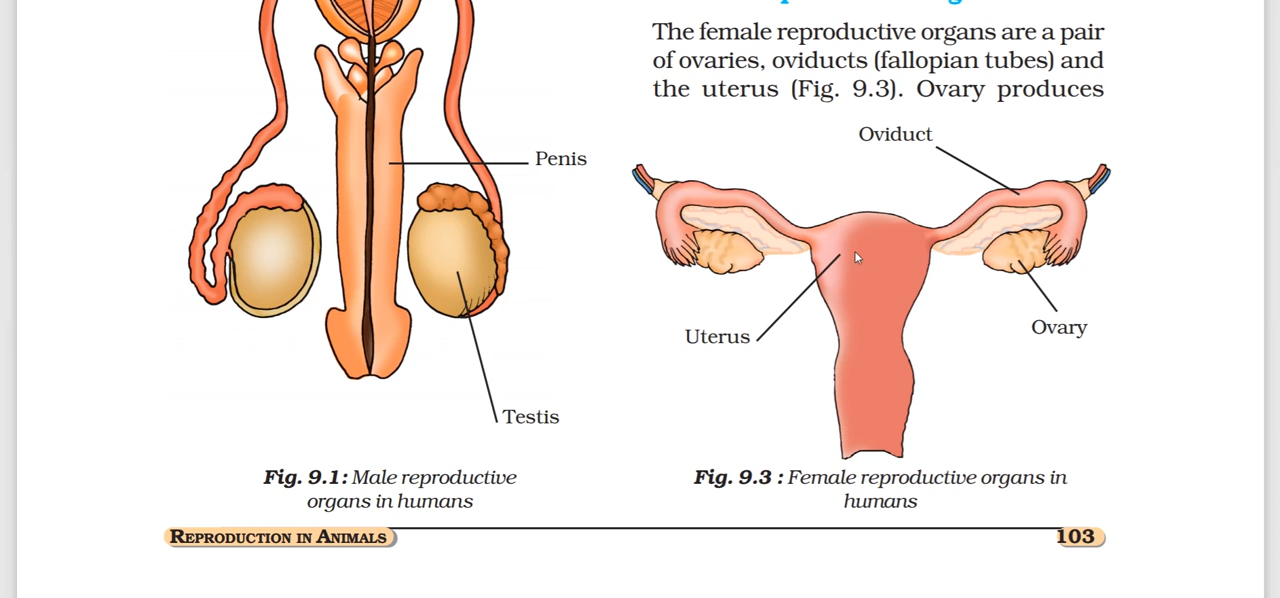 The female reproductive organs are a pair
of ovaries, oviducts (fallopian tubes) and
the uterus (Fig. 9.3). Ovary produces
Penis
Testis
Fig. 9.1: Male reproductive
organs in humans
Oviduct
Uterus
Ovary
Fig. 9.3 : Female reproductive organs in
humans
REPRODUCTION IN ANIMALS
103